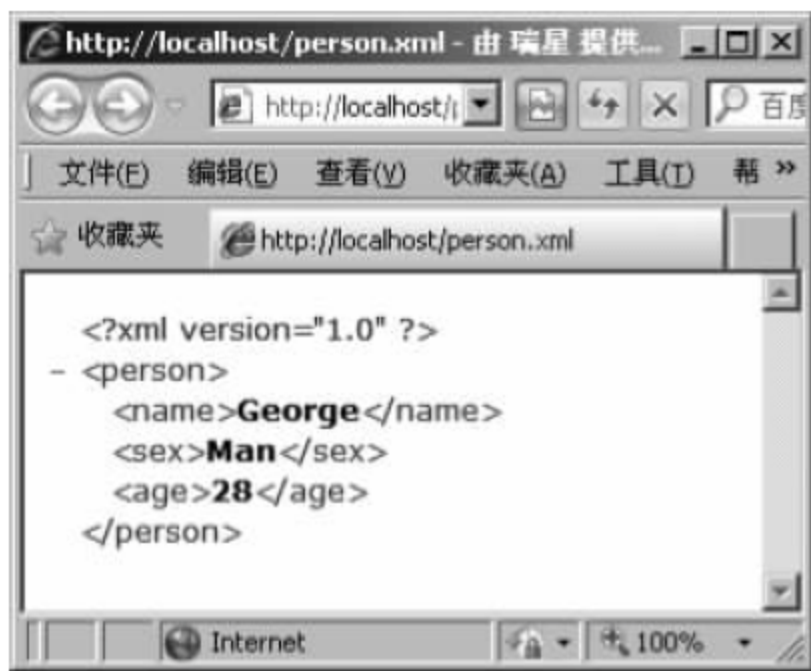 http://localhost/person.xml - 由 瑞星 提供...
http://localhost/
百度
文件(F) 编辑(E) 查看(V) 收藏夹(A) 工具(T) 帮 »
收藏夹 http://localhost/person.xml
<?xml version="1.0" ?>
- <person>
<name>George</name>
<sex>Man</sex>
<age>28</age>
</person>
Internet 100%